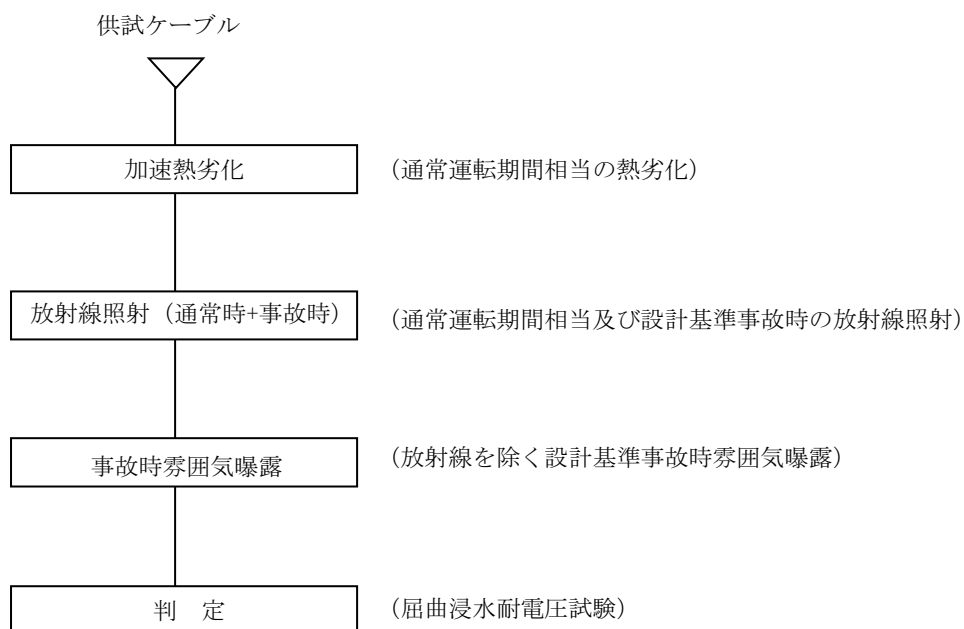 供試ケーブル
加速熱劣化 (通常運転期間相当の熱劣化)
放射線照射（通常時+事故時） (通常運転期間相当及び設計基準事故時の放射線照射)
事故時雰囲気曝露 (放射線を除く設計基準事故時雰囲気曝露)
判　定 (屈曲浸水耐電圧試験)